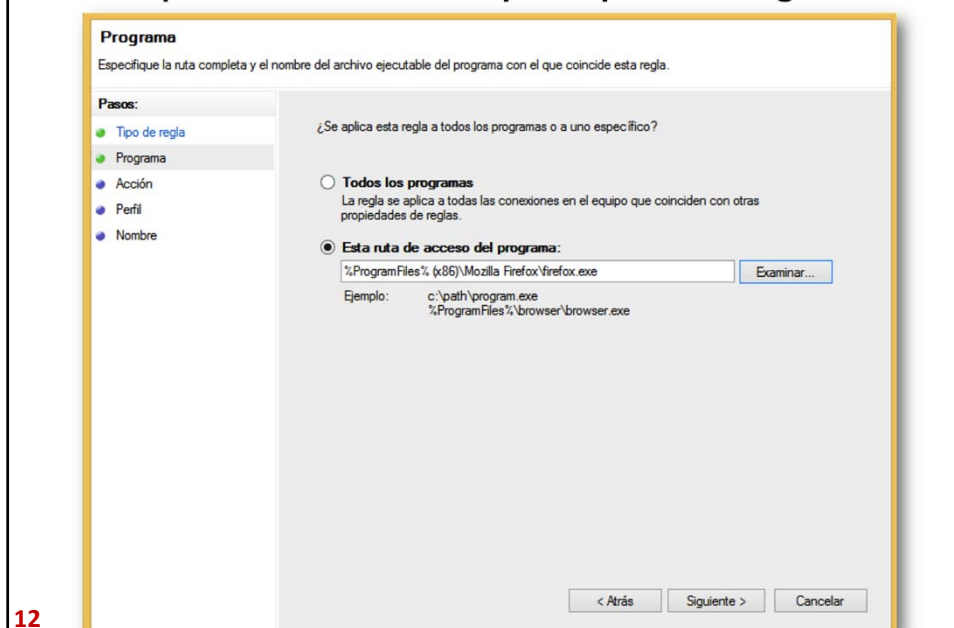 Programa
Especifique la ruta completa y el nombre del archivo ejecutable del programa con el que coincide esta regla.
Pasos:
Tipo de regla
Programa
Acción
Perfil
Nombre
¿Se aplica esta regla a todos los programas o a uno específico?
Todos los programas
La regla se aplica a todas las conexiones en el equipo que coinciden con otras
propiedades de reglas.
Esta ruta de acceso del programa:
%ProgramFiles% (x86)\Mozilla Firefox\firefox.exe
Examinar...
Ejemplo: c:\path\program.exe
%ProgramFiles%\browser\browser.exe
< Atrás
Siguiente >
Cancelar
12